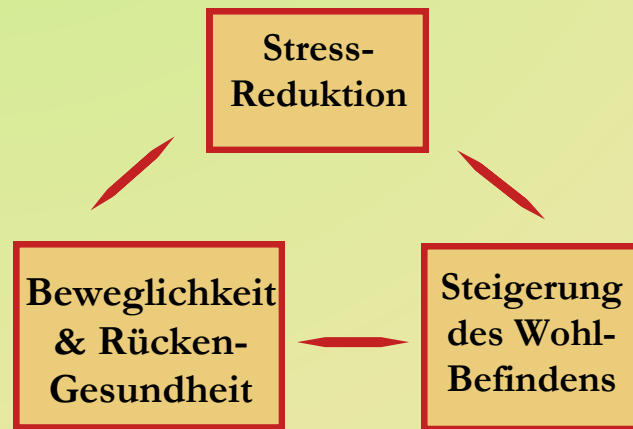 Stress-
Reduktion
Beweglichkeit
& Rücken-
Gesundheit
Steigerung
des Wohl-
Befindens